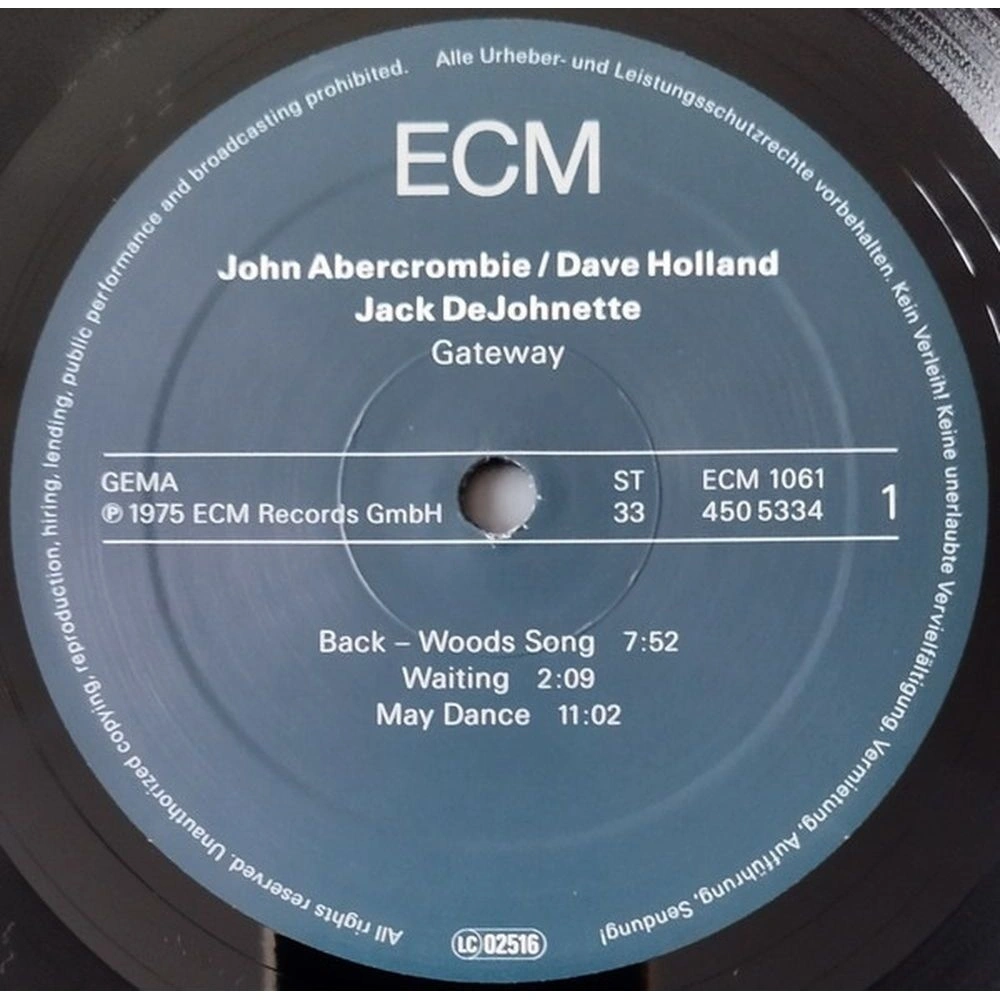 Alle Urheber- und Leistungsschutzrechte vorbehalten. Kein Verleih! Keine unerlaubte Vervielfältigung, Vermietung, Aufführung, Sendung!
ECM
John Abercrombie / Dave Holland
Jack DeJohnette
Gateway
GEMA
℗ 1975 ECM Records GmbH
ST
33
ECM 1061
450 5334
1
Back – Woods Song 7:52
Waiting 2:09
May Dance 11:02
LC 02516
All rights reserved. Unauthorized copying, reproduction, hiring, lending, public performance and broadcasting prohibited.